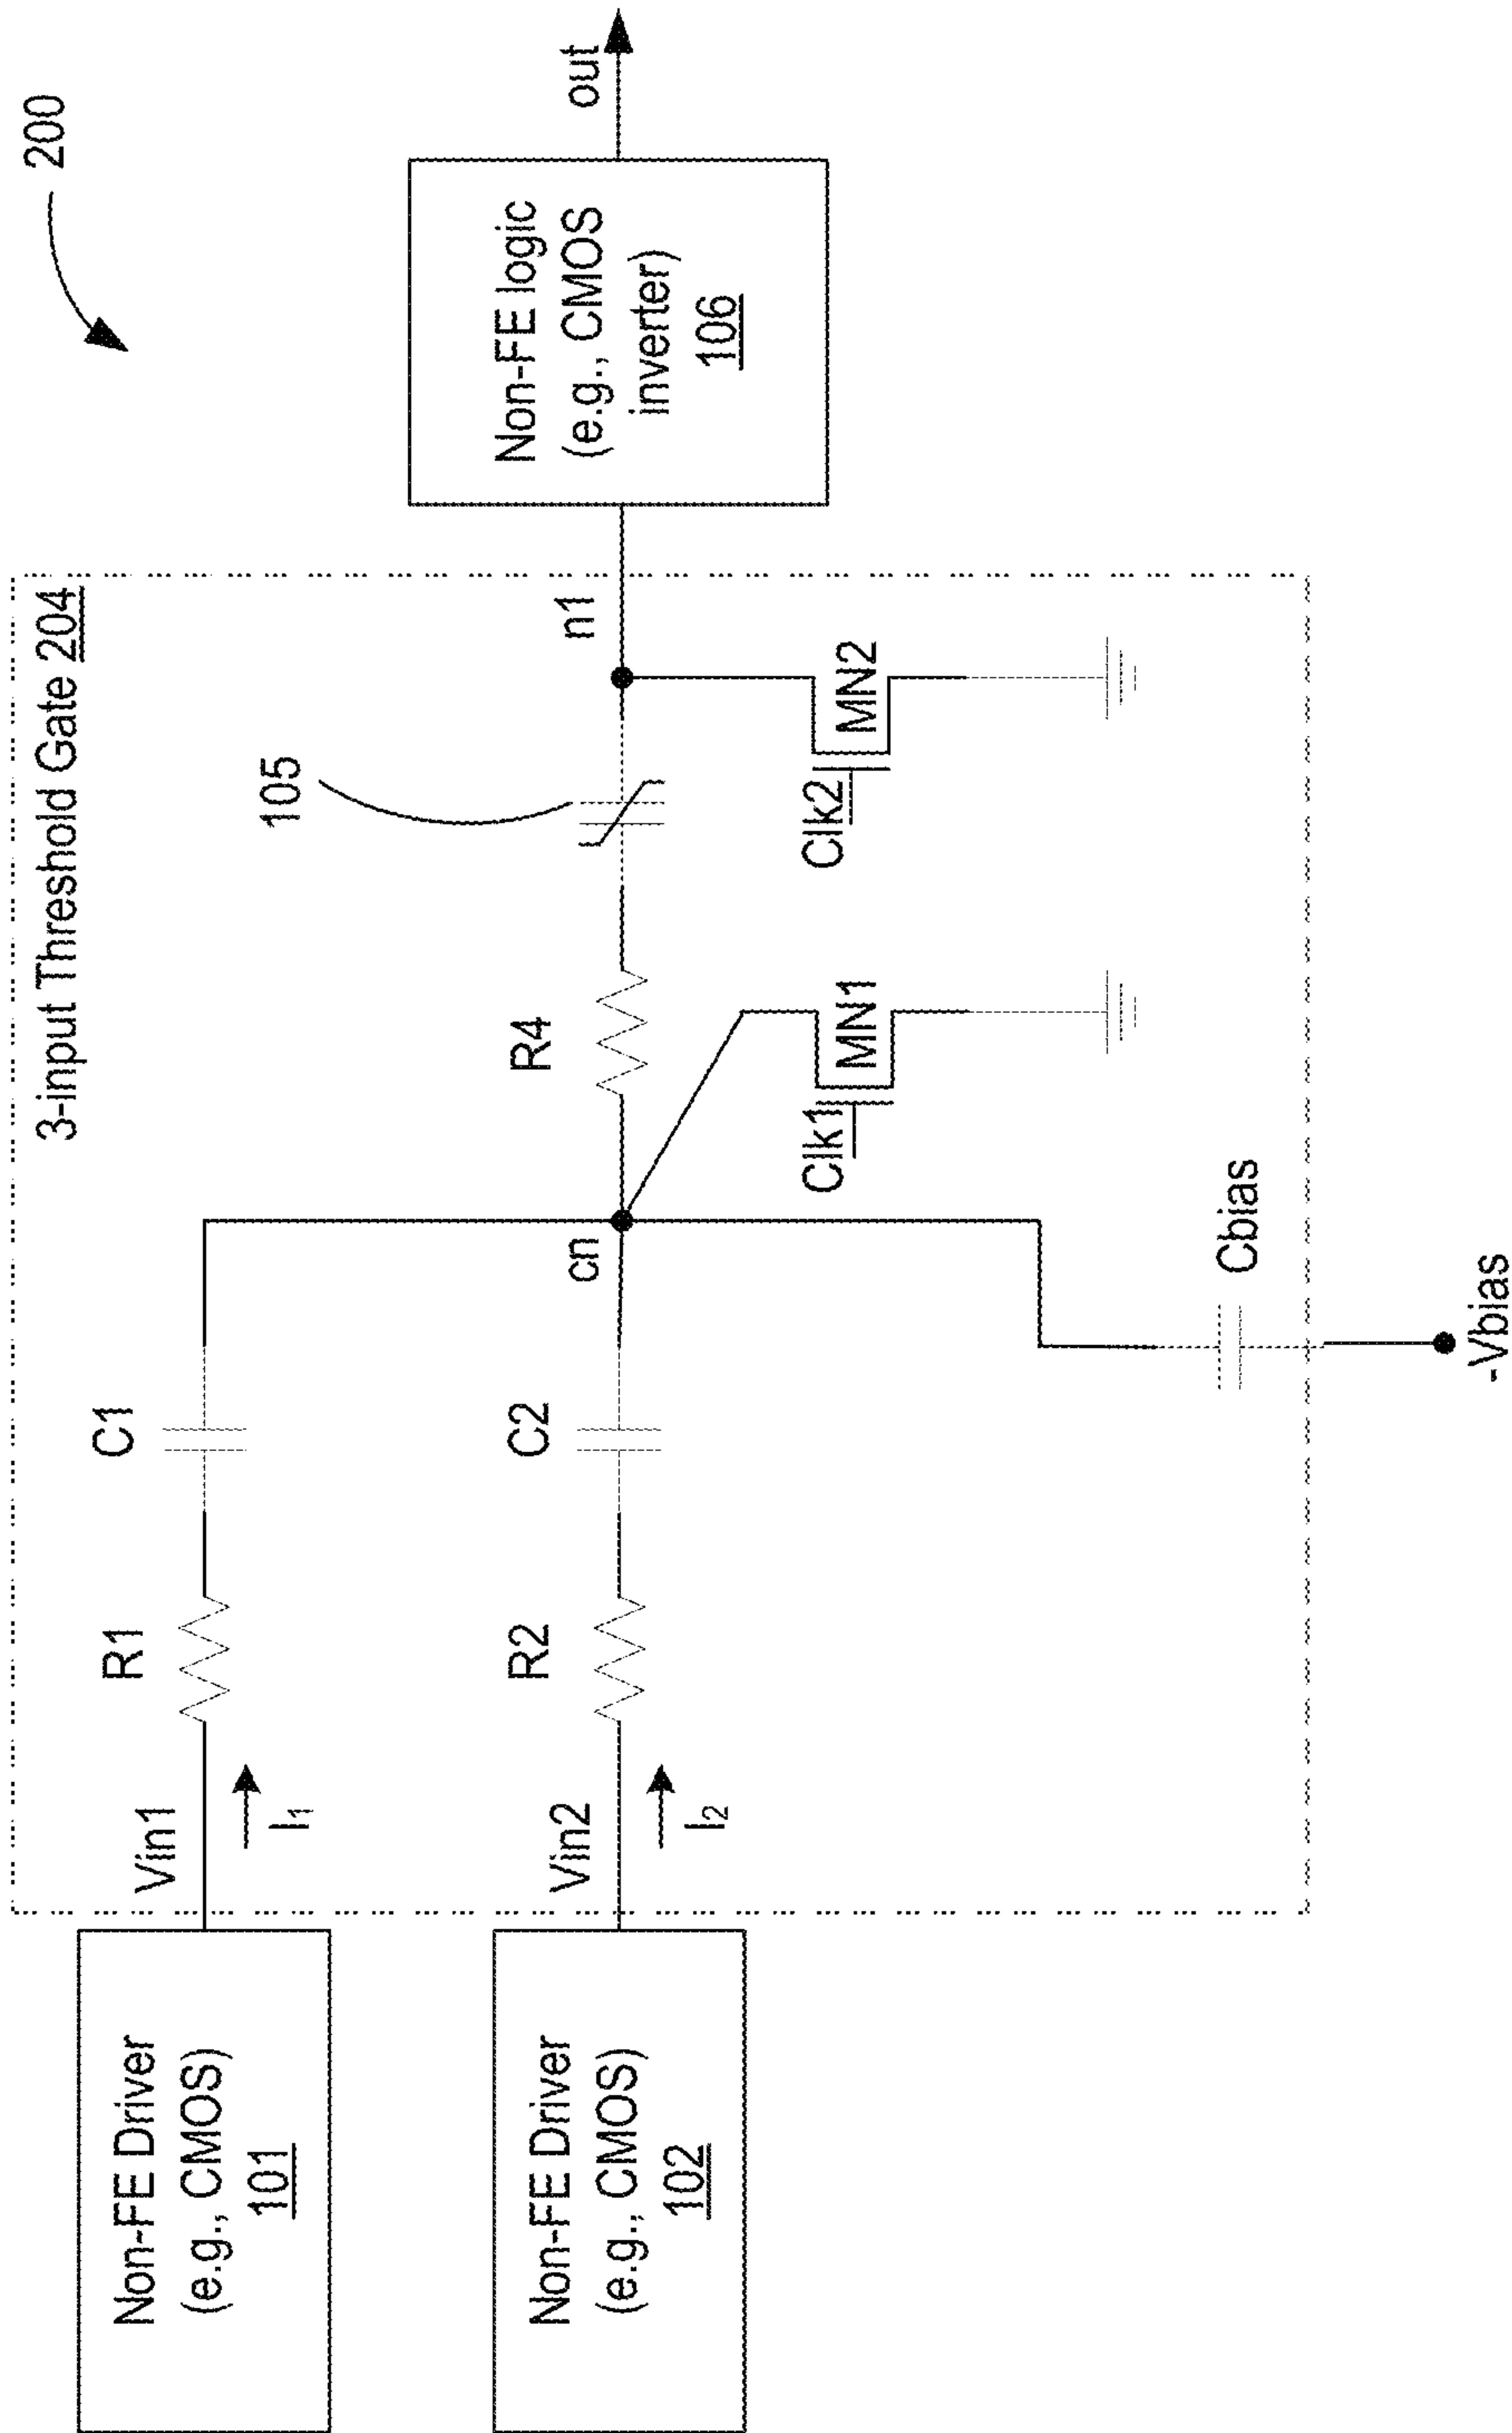 200
3-input Threshold Gate 204
Non-FE Driver
(e.g., CMOS)
101
Vin1
I1
R1
C1
Non-FE Driver
(e.g., CMOS)
102
Vin2
I2
R2
C2
cn
R4
105
n1
Non-FE logic
(e.g., CMOS
inverter)
106
out
Clk1
MN1
Clk2
MN2
Cbias
-Vbias